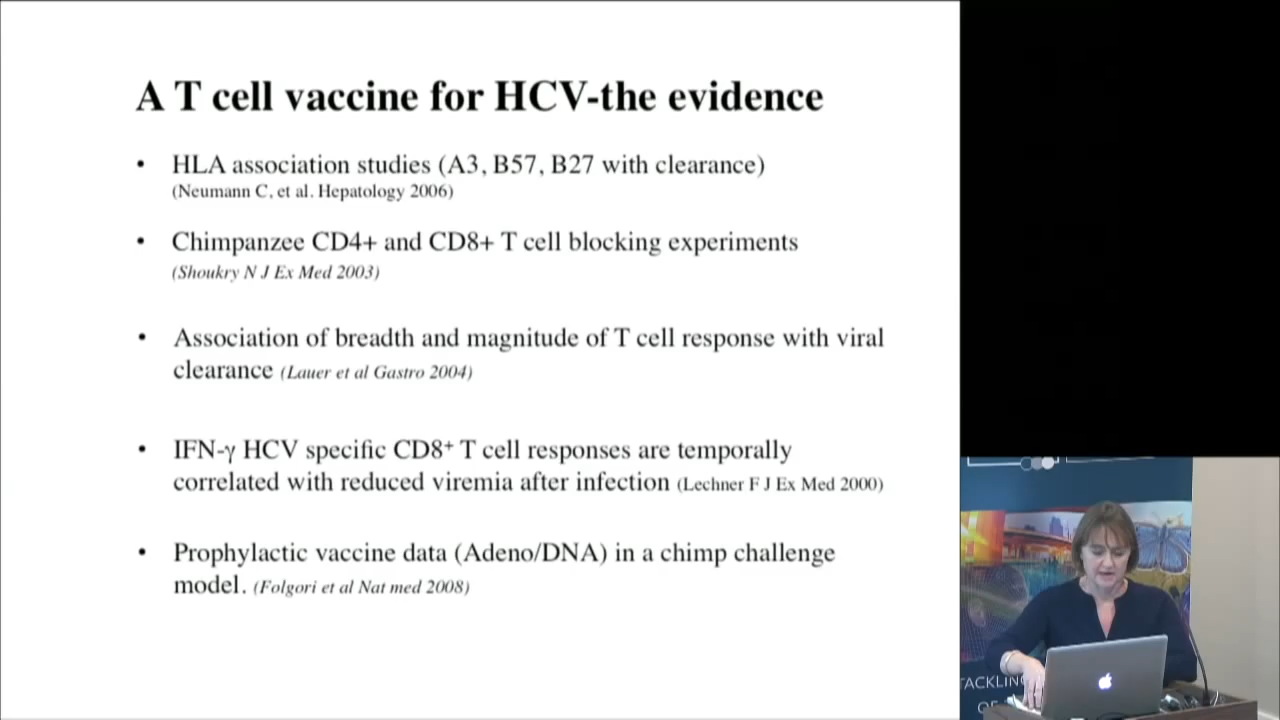 A T cell vaccine for HCV-the evidence
• HLA association studies (A3, B57, B27 with clearance)
(Neumann C, et al. Hepatology 2006)
• Chimpanzee CD4+ and CD8+ T cell blocking experiments
(Shoukry N J Ex Med 2003)
• Association of breadth and magnitude of T cell response with viral
clearance (Lauer et al Gastro 2004)
• IFN-γ HCV specific CD8⁺ T cell responses are temporally
correlated with reduced viremia after infection (Lechner F J Ex Med 2000)
• Prophylactic vaccine data (Adeno/DNA) in a chimp challenge
model. (Folgori et al Nat med 2008)
TACKLIN